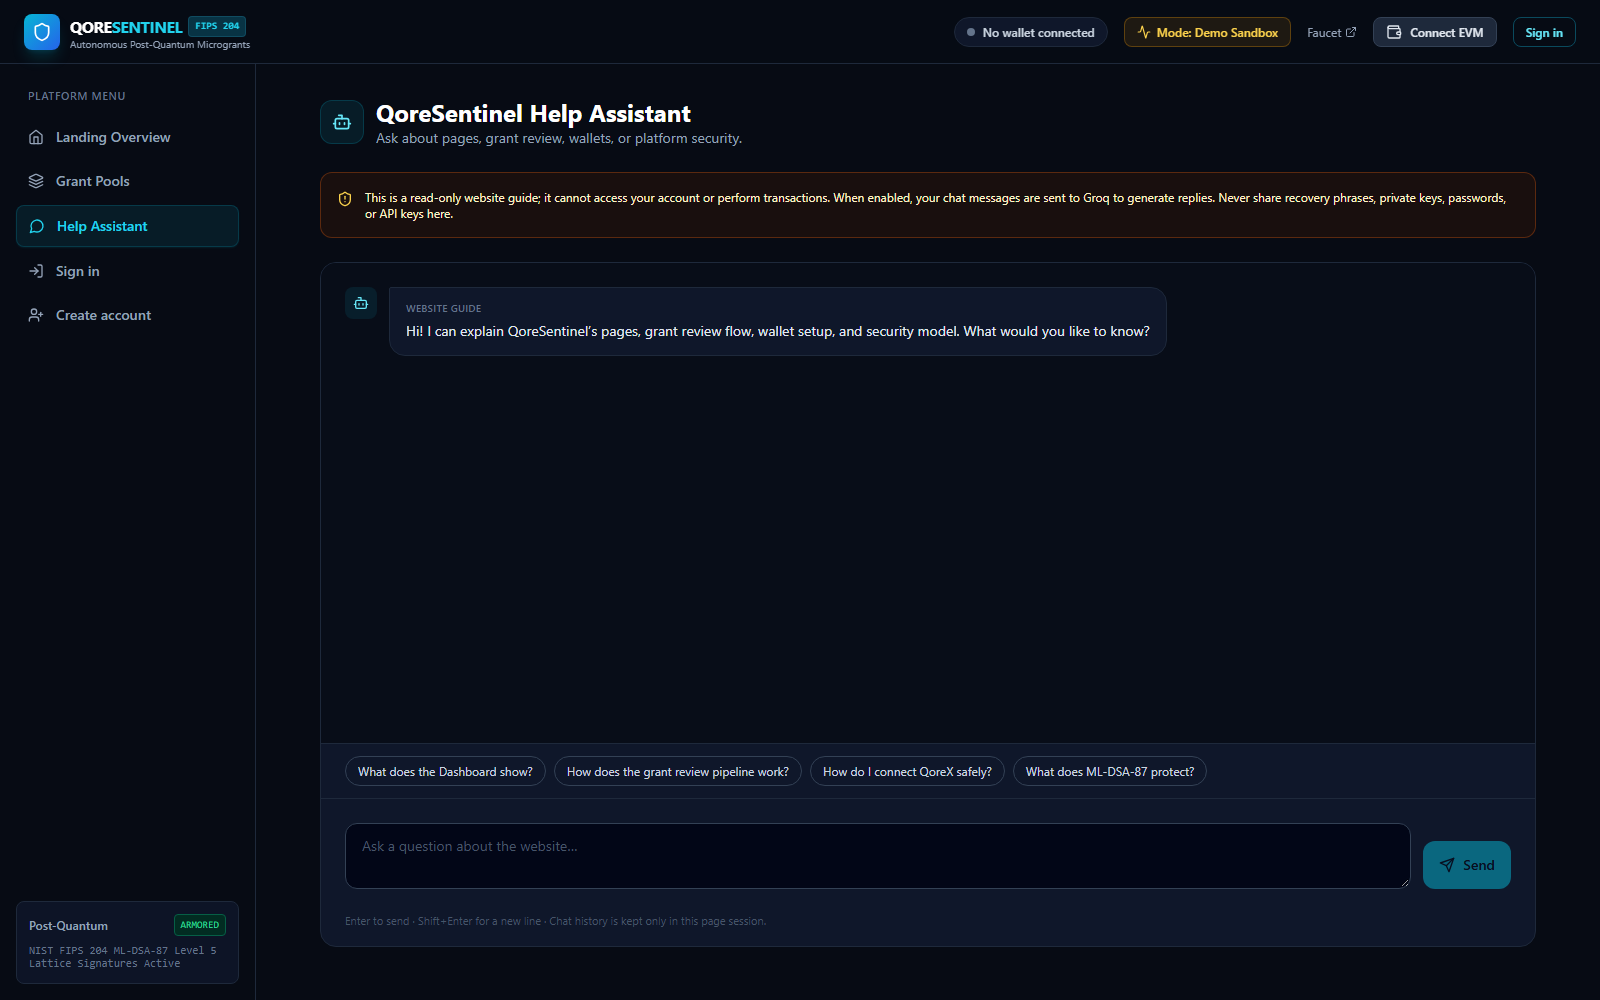 QORESENTINEL FIPS 204
Autonomous Post-Quantum Microgrants
No wallet connected
Mode: Demo Sandbox
Faucet
Connect EVM
Sign in
PLATFORM MENU
Landing Overview
Grant Pools
Help Assistant
Sign in
Create account
QoreSentinel Help Assistant
Ask about pages, grant review, wallets, or platform security.
This is a read-only website guide; it cannot access your account or perform transactions. When enabled, your chat messages are sent to Groq to generate replies. Never share recovery phrases, private keys, passwords,
or API keys here.
WEBSITE GUIDE
Hi! I can explain QoreSentinel's pages, grant review flow, wallet setup, and security model. What would you like to know?
What does the Dashboard show?
How does the grant review pipeline work?
How do I connect QoreX safely?
What does ML-DSA-87 protect?
Ask a question about the website...
Send
Enter to send · Shift+Enter for a new line · Chat history is kept only in this page session.
Post-Quantum
ARMORED
NIST FIPS 204 ML-DSA-87 Level 5
Lattice Signatures Active